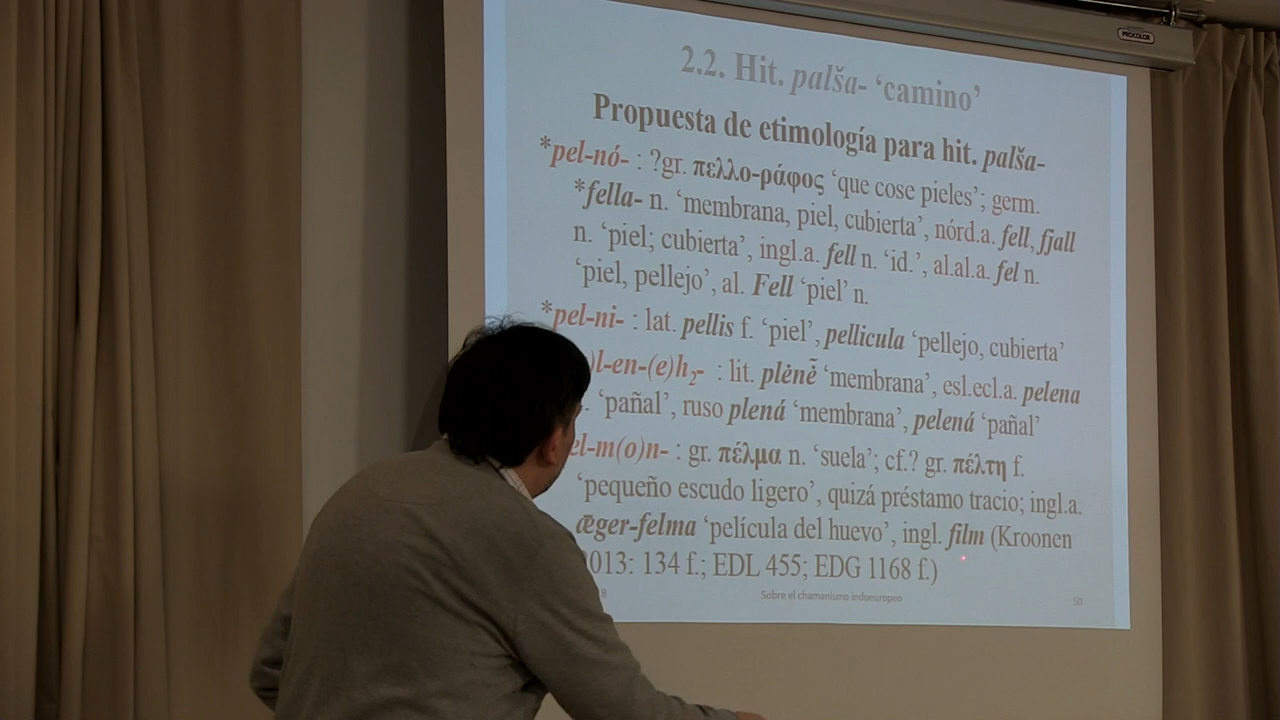 PROCOLOR
2.2. Hit. palša- ‘camino’
Propuesta de etimología para hit. palša-
*pel-nó- : ?gr. πελλο-ράφος ‘que cose pieles’; germ.
*fella- n. ‘membrana, piel, cubierta’, nórd.a. fell, fjall
n. ‘piel; cubierta’, ingl.a. fell n. ‘id.’, al.al.a. fel n.
‘piel, pellejo’, al. Fell ‘piel’ n.
*pel-ni- : lat. pellis f. ‘piel’, pellicula ‘pellejo, cubierta’
)l-en-(e)h₂- : lit. plėnė̃ ‘membrana’, esl.ecl.a. pelena
‘pañal’, ruso plená ‘membrana’, pelená ‘pañal’
el-m(o)n- : gr. πέλμα n. ‘suela’; cf.? gr. πέλτη f.
‘pequeño escudo ligero’, quizá préstamo tracio; ingl.a.
ǣger-felma ‘película del huevo’, ingl. film (Kroonen
013: 134 f.; EDL 455; EDG 1168 f.)
8 Sobre el chamanismo indoeuropeo 50